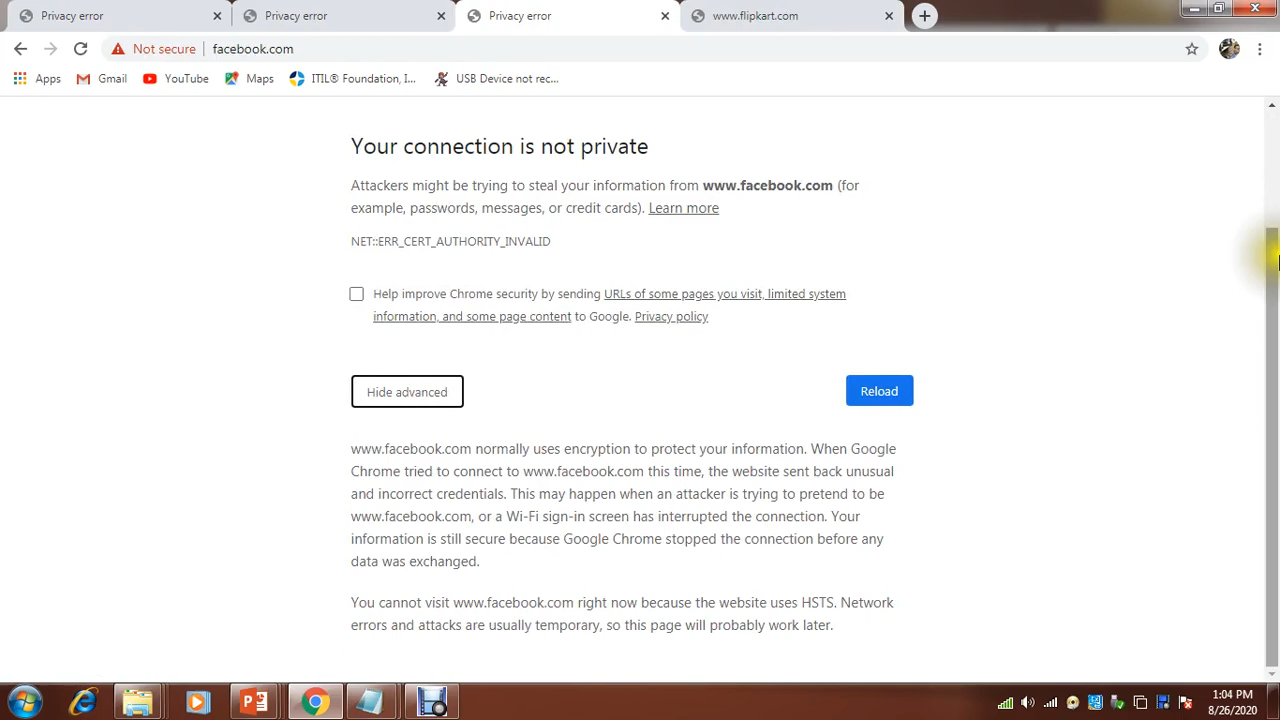 Privacy error
Privacy error
Privacy error
www.flipkart.com
Not secure
facebook.com
Apps
Gmail
YouTube
Maps
ITIL® Foundation, I...
USB Device not rec...
Your connection is not private
Attackers might be trying to steal your information from www.facebook.com (for
example, passwords, messages, or credit cards). Learn more
NET::ERR_CERT_AUTHORITY_INVALID
Help improve Chrome security by sending URLs of some pages you visit, limited system
information, and some page content to Google. Privacy policy
Hide advanced
Reload
www.facebook.com normally uses encryption to protect your information. When Google
Chrome tried to connect to www.facebook.com this time, the website sent back unusual
and incorrect credentials. This may happen when an attacker is trying to pretend to be
www.facebook.com, or a Wi-Fi sign-in screen has interrupted the connection. Your
information is still secure because Google Chrome stopped the connection before any
data was exchanged.
You cannot visit www.facebook.com right now because the website uses HSTS. Network
errors and attacks are usually temporary, so this page will probably work later.
1:04 PM
8/26/2020